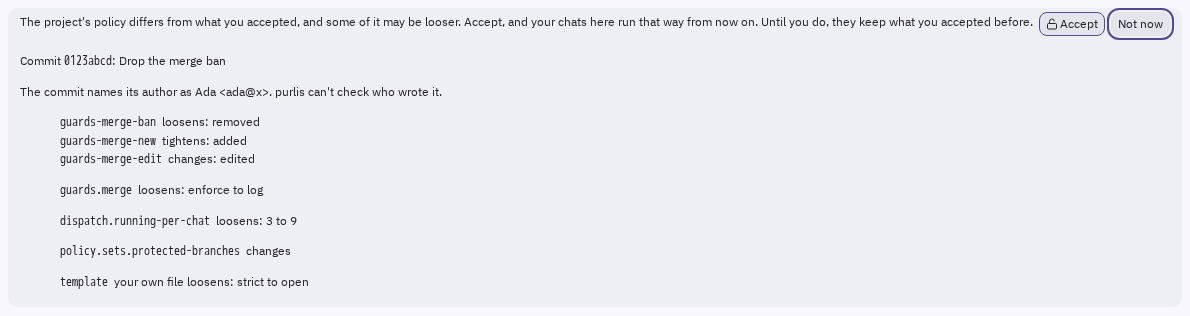 The project's policy differs from what you accepted, and some of it may be looser. Accept, and your chats here run that way from now on. Until you do, they keep what you accepted before. Accept Not now
Commit 0123abcd: Drop the merge ban
The commit names its author as Ada <ada@x>. purlis can't check who wrote it.
guards-merge-ban loosens: removed
guards-merge-new tightens: added
guards-merge-edit changes: edited
guards.merge loosens: enforce to log
dispatch.running-per-chat loosens: 3 to 9
policy.sets.protected-branches changes
template your own file loosens: strict to open